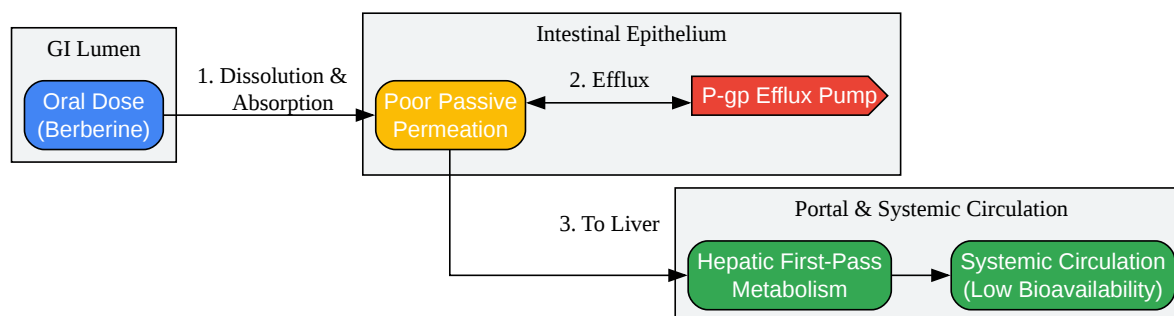 GI Lumen
Oral Dose
(Berberine)
1. Dissolution &
Absorption
Intestinal Epithelium
Poor Passive
Permeation
2. Efflux
P-gp Efflux Pump
3. To Liver
Portal & Systemic Circulation
Hepatic First-Pass
Metabolism
Systemic Circulation
(Low Bioavailability)